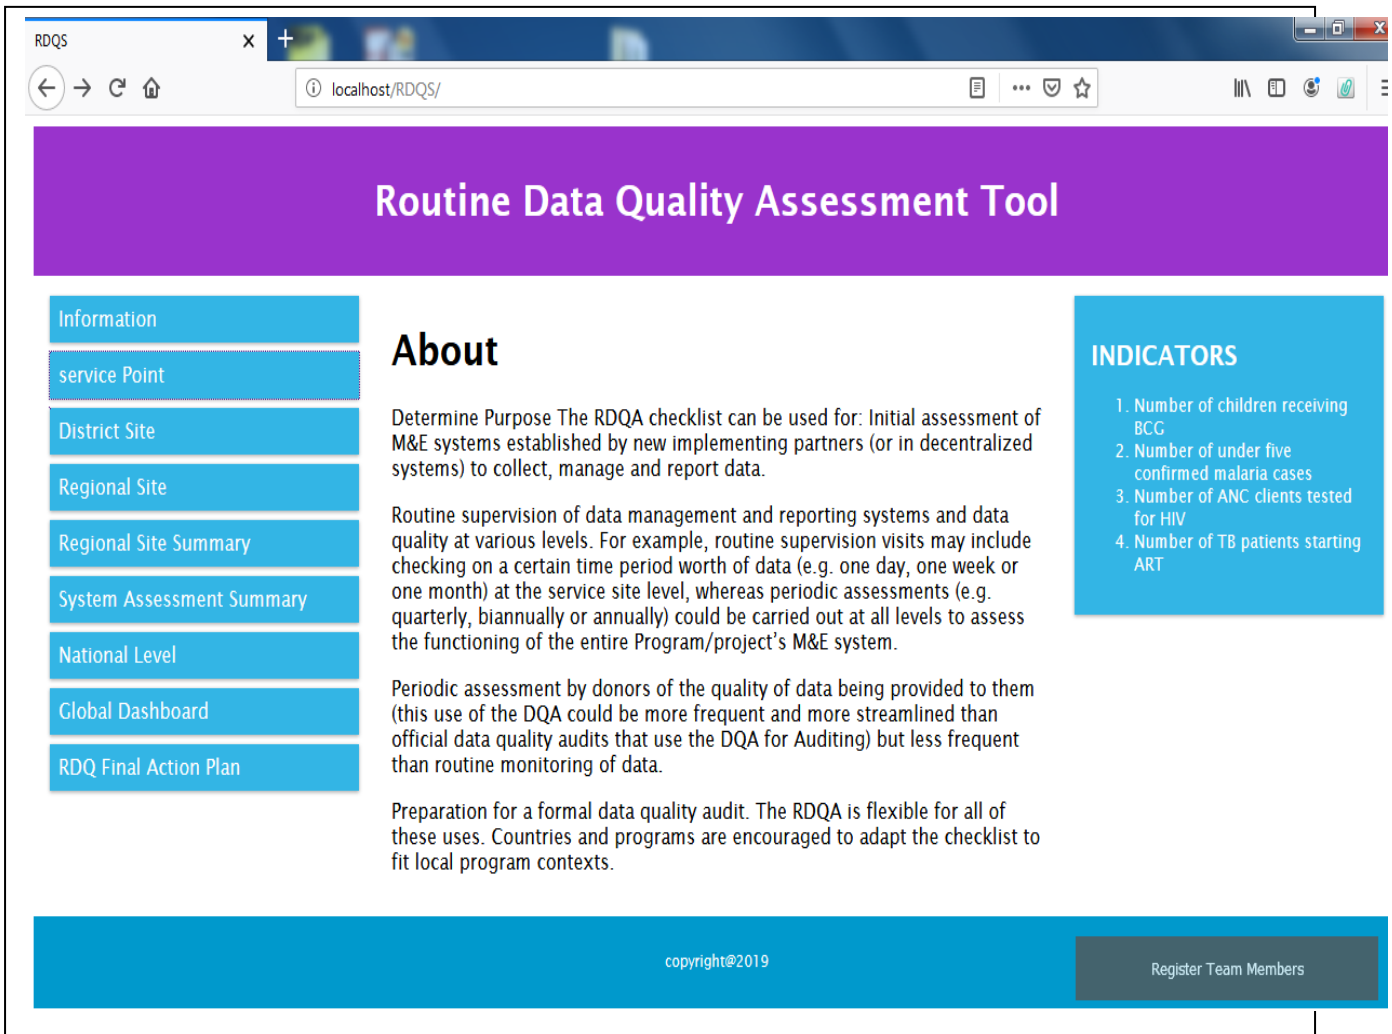 RDQS
localhost/RDQS/
Routine Data Quality Assessment Tool
Information
service Point
District Site
Regional Site
Regional Site Summary
System Assessment Summary
National Level
Global Dashboard
RDQ Final Action Plan
About
Determine Purpose The RDQA checklist can be used for: Initial assessment of
M&E systems established by new implementing partners (or in decentralized
systems) to collect, manage and report data.
Routine supervision of data management and reporting systems and data
quality at various levels. For example, routine supervision visits may include
checking on a certain time period worth of data (e.g. one day, one week or
one month) at the service site level, whereas periodic assessments (e.g.
quarterly, biannually or annually) could be carried out at all levels to assess
the functioning of the entire Program/project’s M&E system.
Periodic assessment by donors of the quality of data being provided to them
(this use of the DQA could be more frequent and more streamlined than
official data quality audits that use the DQA for Auditing) but less frequent
than routine monitoring of data.
Preparation for a formal data quality audit. The RDQA is flexible for all of
these uses. Countries and programs are encouraged to adapt the checklist to
fit local program contexts.
INDICATORS
1. Number of children receiving
BCG
2. Number of under five
confirmed malaria cases
3. Number of ANC clients tested
for HIV
4. Number of TB patients starting
ART
copyright@2019
Register Team Members